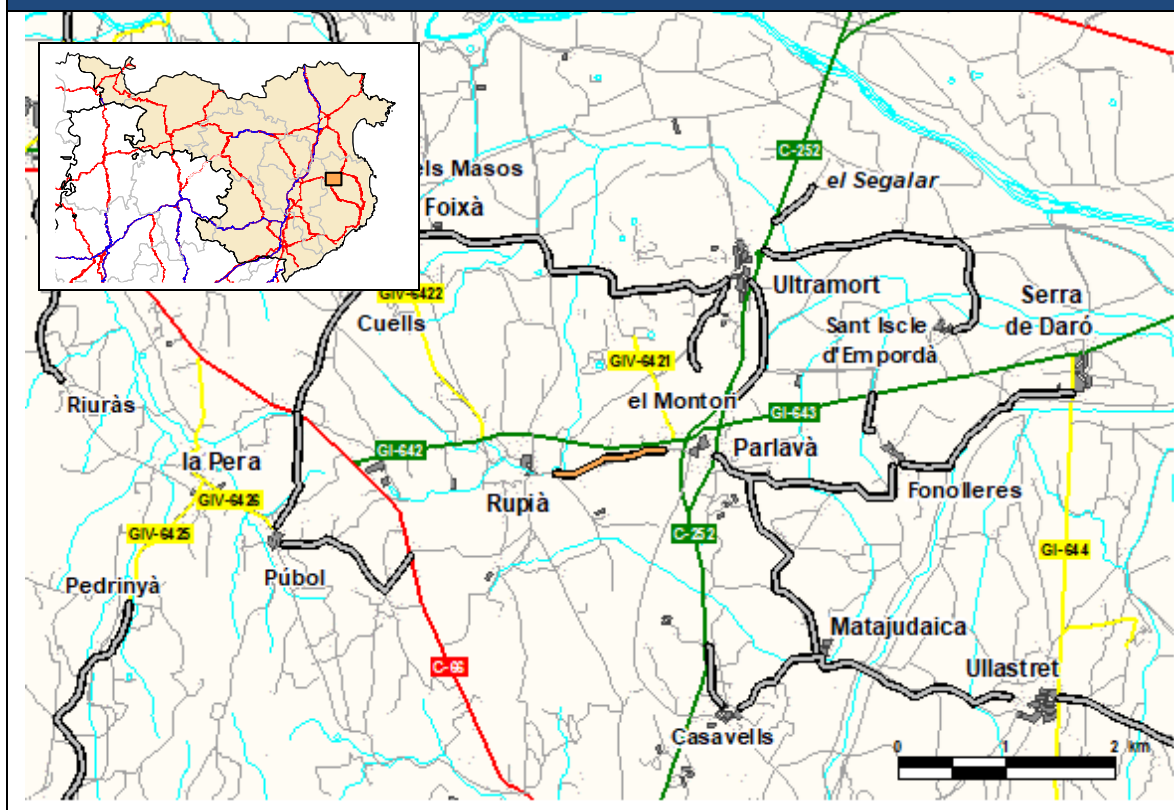 C-252
el Segalar
els Masos
Foixà
Ultramort
Serra
de Daró
GIV-6422
Cuells
Sant Iscle
d'Empordà
GIV-6421
Riuràs
el Montori
GI-643
GI-642
Parlavà
la Pera
GIV-6426
Rupià
Fonolleres
GIV-6425
C-252
GI-644
Pedrinyà
Púbol
Matajudaica
C-66
Ullastret
Casavells
0 1 2 km